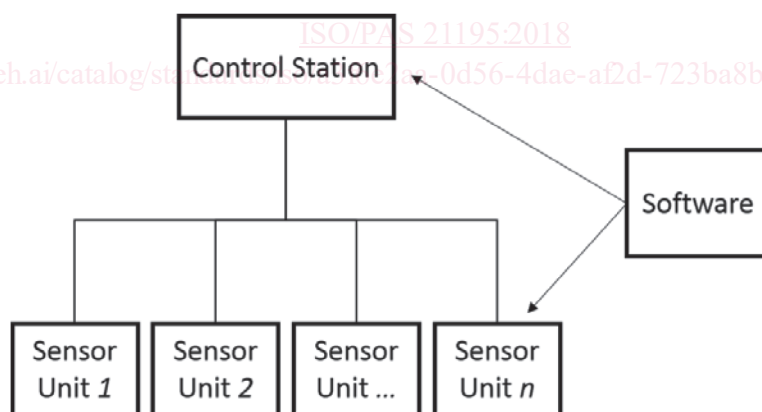 ISO/PAS 21195:2018
Control Station
Software
Sensor
Unit 1
Sensor
Unit 2
Sensor
Unit ...
Sensor
Unit n